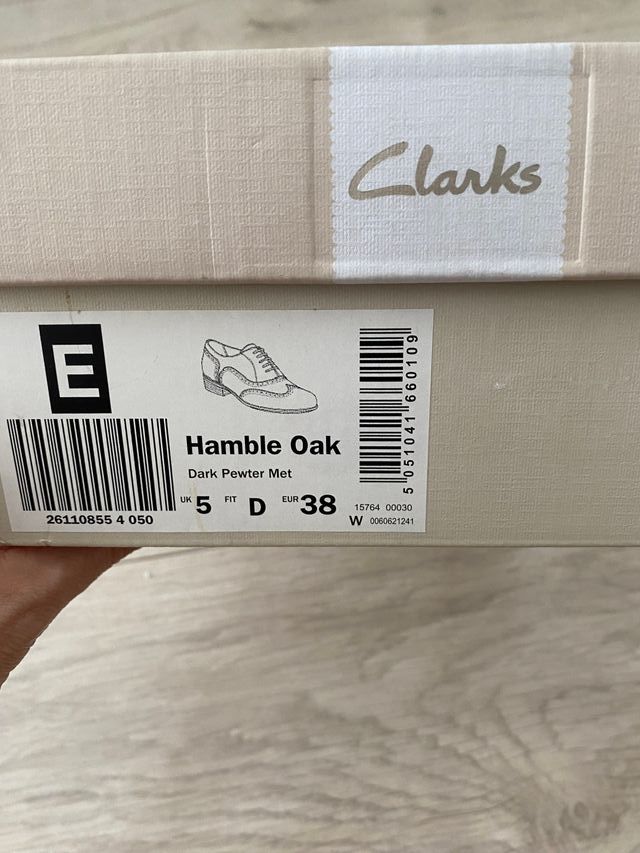 Clarks
E
Hamble Oak
Dark Pewter Met
UK 5 FIT D EUR 38
26110855 4 050
5 051041 660109
15764 00030
W 0060621241